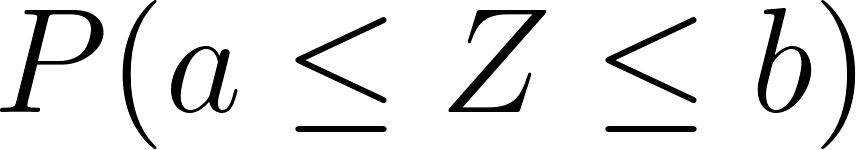 P(a ≤ Z ≤ b)